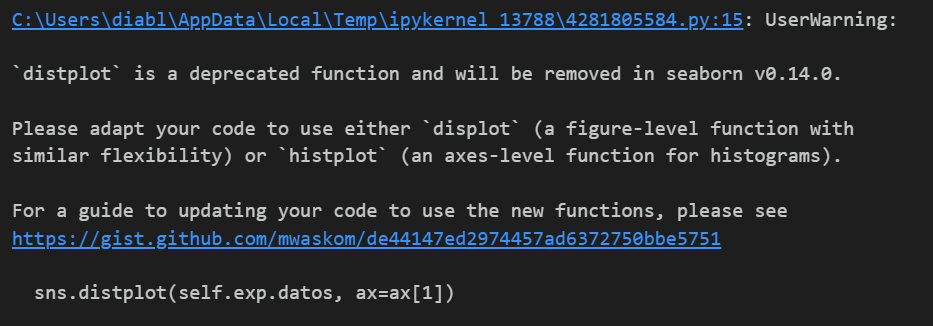 C:\Users\diabl\AppData\Local\Temp\ipykernel_13788\4281805584.py:15: UserWarning:
`distplot` is a deprecated function and will be removed in seaborn v0.14.0.
Please adapt your code to use either `displot` (a figure-level function with
similar flexibility) or `histplot` (an axes-level function for histograms).
For a guide to updating your code to use the new functions, please see
https://gist.github.com/mwaskom/de44147ed2974457ad6372750bbe5751
sns.distplot(self.exp.datos, ax=ax[1])